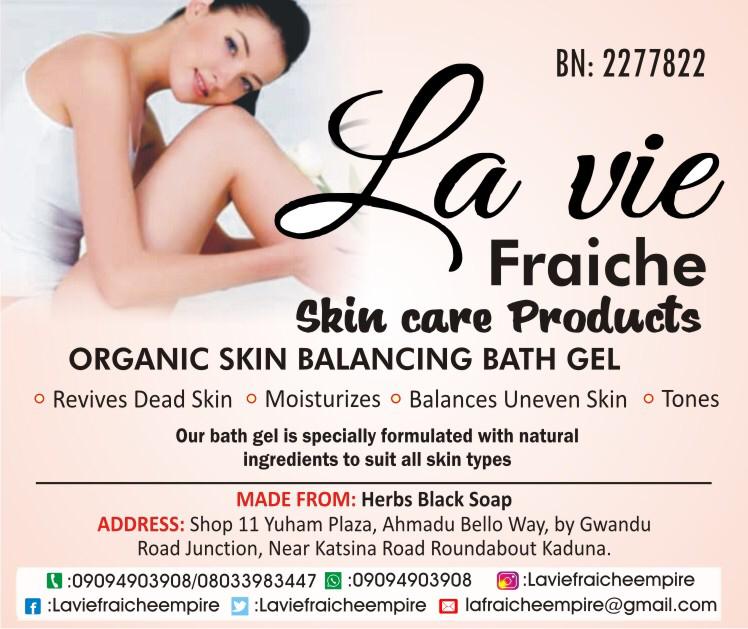 BN: 2277822
La vie
Fraiche
Skin care Products
ORGANIC SKIN BALANCING BATH GEL
Revives Dead Skin Moisturizes Balances Uneven Skin Tones
Our bath gel is specially formulated with natural
ingredients to suit all skin types
MADE FROM: Herbs Black Soap
ADDRESS: Shop 11 Yuham Plaza, Ahmadu Bello Way, by Gwandu
Road Junction, Near Katsina Road Roundabout Kaduna.
:09094903908/08033983447 :09094903908 :Laviefraicheempire
:Laviefraicheempire :Laviefraicheempire lafraicheempire@gmail.com